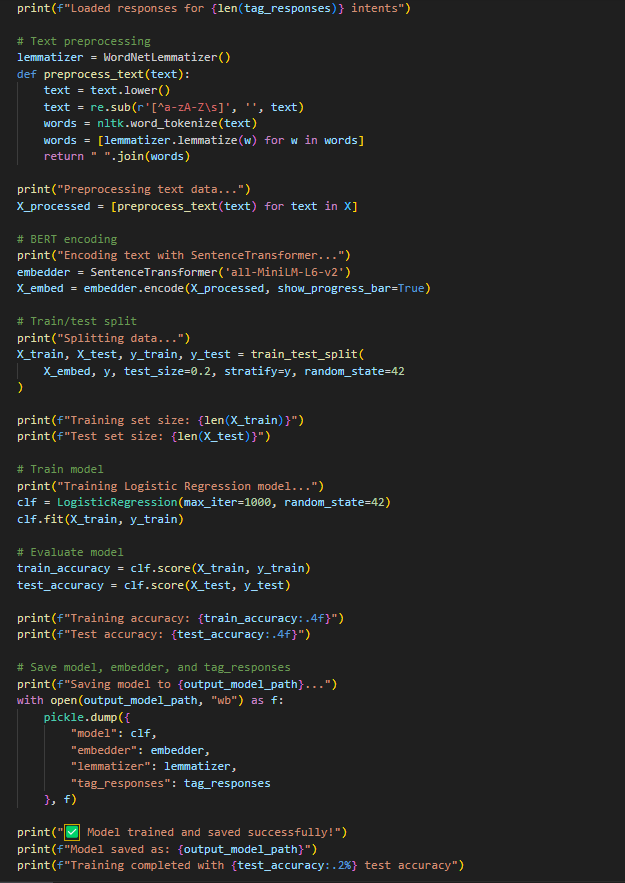 print(f"Loaded responses for {len(tag_responses)} intents")
# Text preprocessing
lemmatizer = WordNetLemmatizer()
def preprocess_text(text):
    text = text.lower()
    text = re.sub(r'[^a-zA-Z\s]', '', text)
    words = nltk.word_tokenize(text)
    words = [lemmatizer.lemmatize(w) for w in words]
    return " ".join(words)
print("Preprocessing text data...")
X_processed = [preprocess_text(text) for text in X]
# BERT encoding
print("Encoding text with SentenceTransformer...")
embedder = SentenceTransformer('all-MiniLM-L6-v2')
X_embed = embedder.encode(X_processed, show_progress_bar=True)
# Train/test split
print("Splitting data...")
X_train, X_test, y_train, y_test = train_test_split(
    X_embed, y, test_size=0.2, stratify=y, random_state=42
)
print(f"Training set size: {len(X_train)}")
print(f"Test set size: {len(X_test)}")
# Train model
print("Training Logistic Regression model...")
clf = LogisticRegression(max_iter=1000, random_state=42)
clf.fit(X_train, y_train)
# Evaluate model
train_accuracy = clf.score(X_train, y_train)
test_accuracy = clf.score(X_test, y_test)
print(f"Training accuracy: {train_accuracy:.4f}")
print(f"Test accuracy: {test_accuracy:.4f}")
# Save model, embedder, and tag_responses
print(f"Saving model to {output_model_path}...")
with open(output_model_path, "wb") as f:
    pickle.dump({
        "model": clf,
        "embedder": embedder,
        "lemmatizer": lemmatizer,
        "tag_responses": tag_responses
    }, f)
print("✅ Model trained and saved successfully!")
print(f"Model saved as: {output_model_path}")
print(f"Training completed with {test_accuracy:.2%} test accuracy")